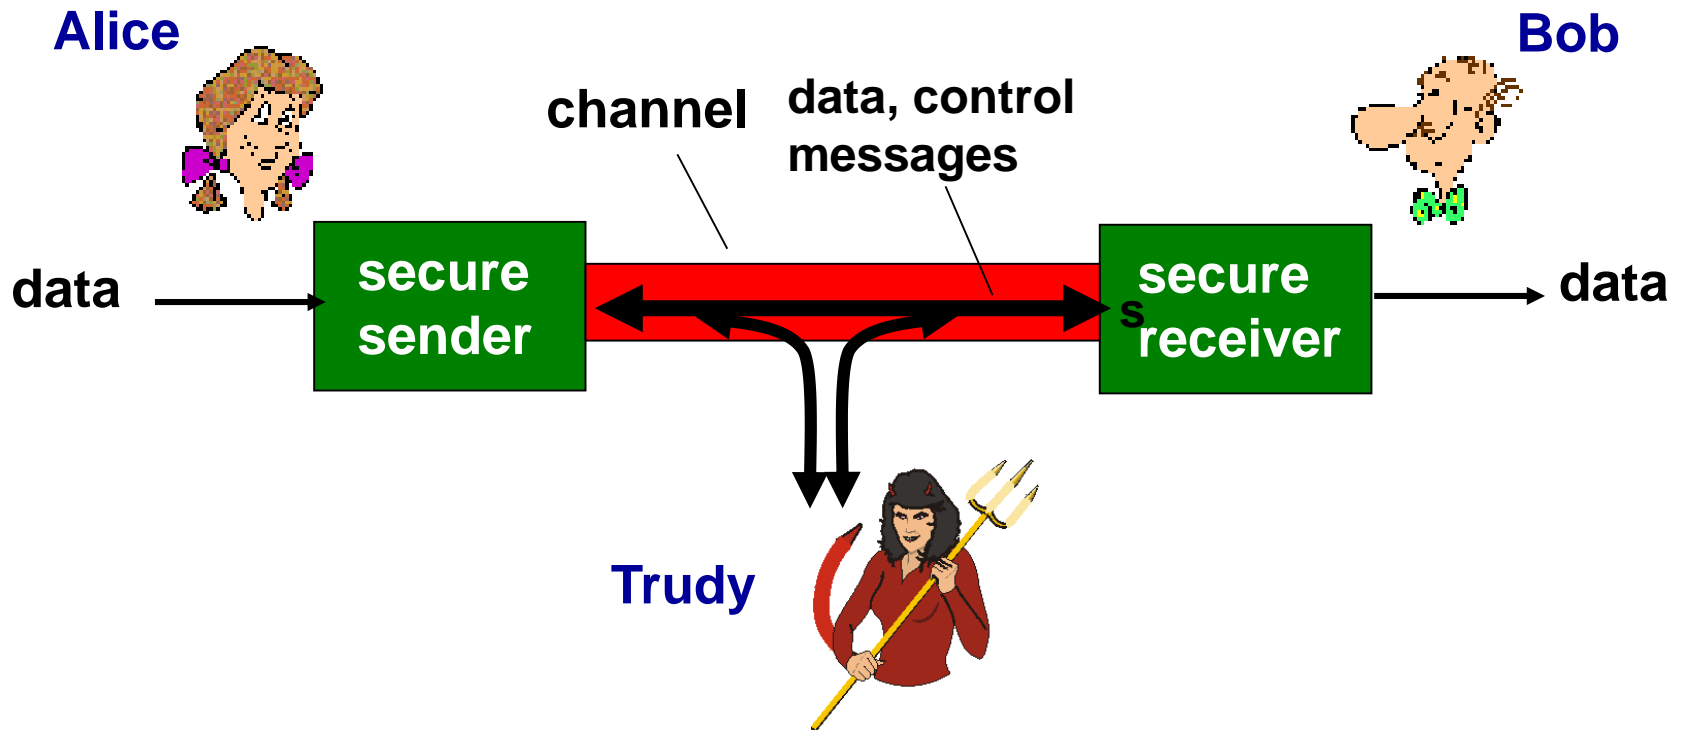 Alice
Bob
channel
data, control
messages
data
secure
sender
s
secure
receiver
data
Trudy